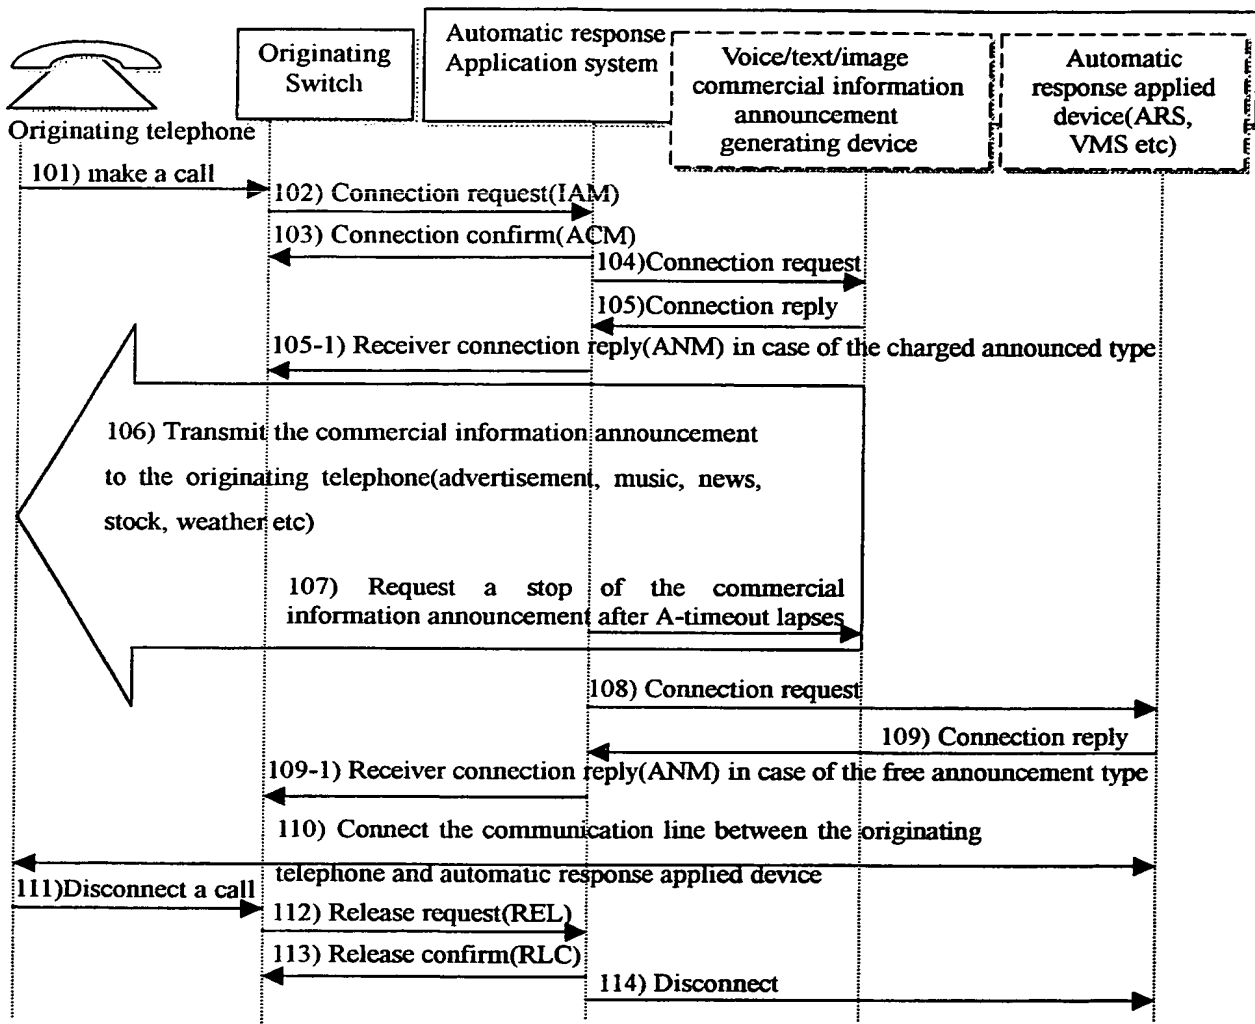 Originating telephone
Originating
Switch
Automatic response
Application system
Voice/text/image
commercial information
announcement
generating device
Automatic
response applied
device(ARS,
VMS etc)
101) make a call
102) Connection request(IAM)
103) Connection confirm(ACM)
104)Connection request
105)Connection reply
105-1) Receiver connection reply(ANM) in case of the charged announced type
106) Transmit the commercial information announcement
to the originating telephone(advertisement, music, news,
stock, weather etc)
107) Request a stop of the commercial
information announcement after A-timeout lapses
108) Connection request
109) Connection reply
109-1) Receiver connection reply(ANM) in case of the free announcement type
110) Connect the communication line between the originating
telephone and automatic response applied device
111)Disconnect a call
112) Release request(REL)
113) Release confirm(RLC)
114) Disconnect